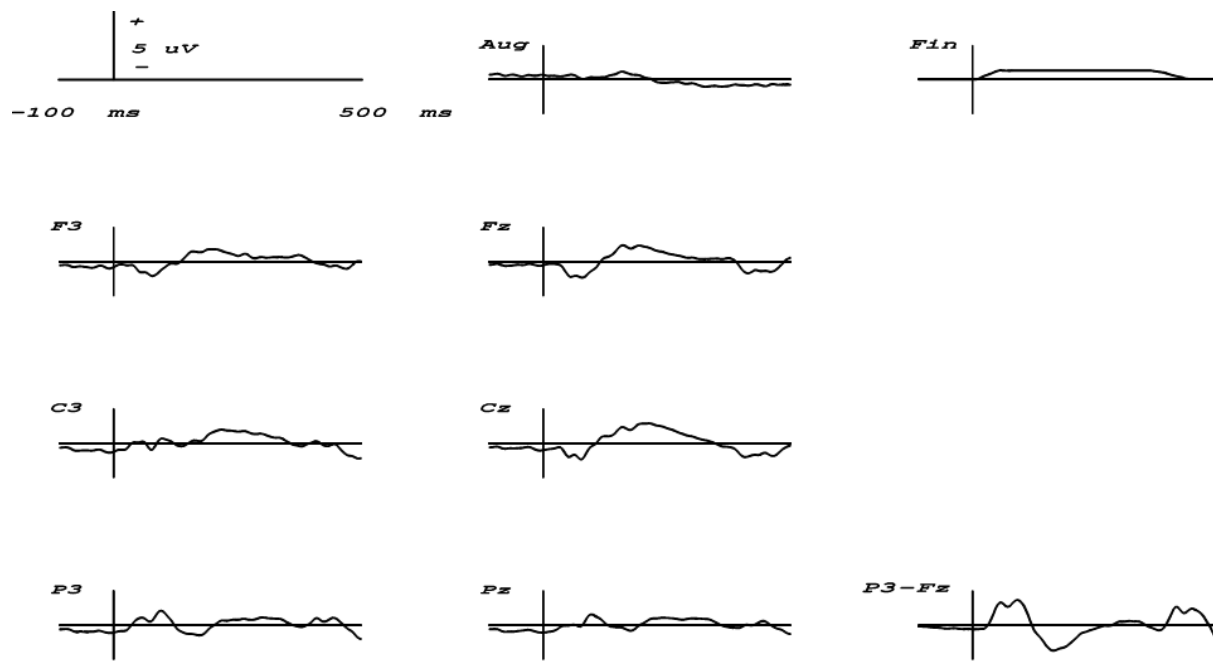 +
5 uV
−
-100 ms 500 ms
Aug
Fin
F3
Fz
C3
Cz
P3
Pz
P3-Fz